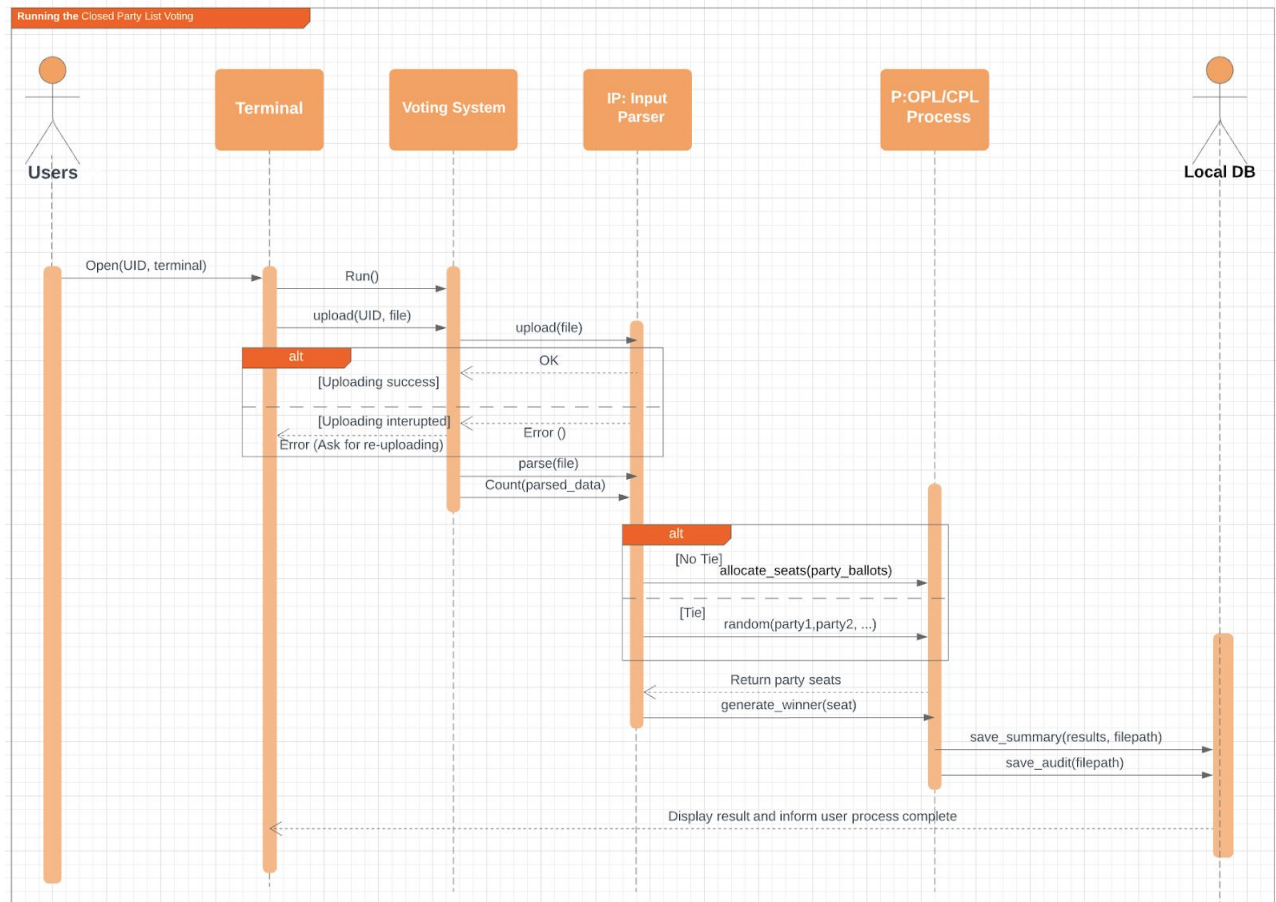 Running the Closed Party List Voting
Terminal
Voting System
IP: Input
Parser
P:OPL/CPL
Process
Users
Local DB
Open(UID, terminal)
Run()
upload(UID, file)
upload(file)
alt
OK
[Uploading success]
[Uploading interupted]
Error ()
Error (Ask for re-uploading)
parse(file)
Count(parsed_data)
alt
[No Tie]
allocate_seats(party_ballots)
[Tie]
random(party1,party2, ...)
Return party seats
generate_winner(seat)
save_summary(results, filepath)
save_audit(filepath)
Display result and inform user process complete